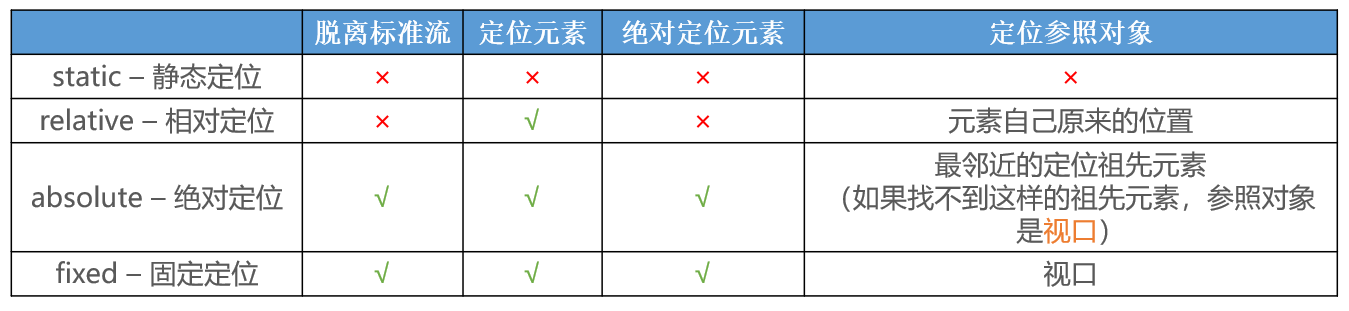 脱离标准流 定位元素 绝对定位元素 定位参照对象
static – 静态定位 × × × ×
relative – 相对定位 × √ × 元素自己原来的位置
absolute – 绝对定位 √ √ √ 最邻近的定位祖先元素
（如果找不到这样的祖先元素，参照对象
是视口）
fixed – 固定定位 √ √ √ 视口